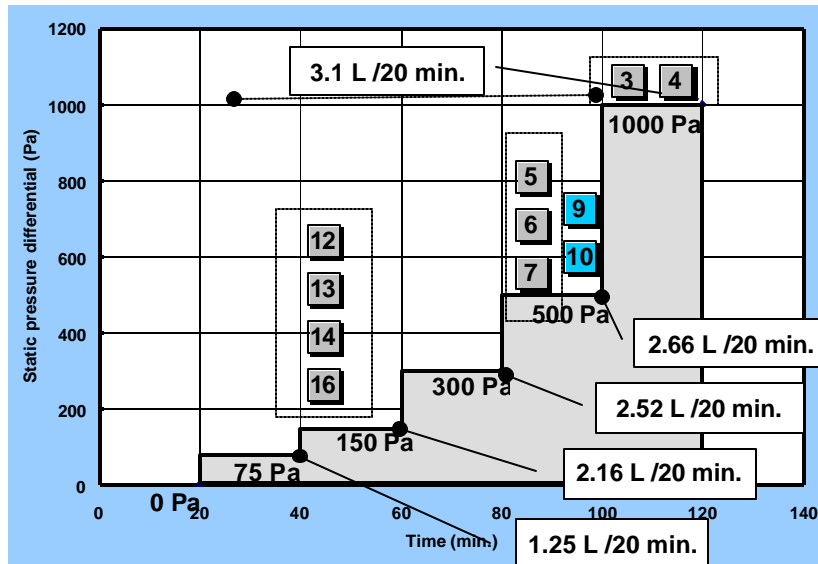 1200
1000
800
600
400
200
0
Static pressure differential (Pa)
3.1 L /20 min.
3
4
1000 Pa
5
6
7
9
10
500 Pa
12
13
14
16
300 Pa
150 Pa
75 Pa
0 Pa
2.66 L /20 min.
2.52 L /20 min.
2.16 L /20 min.
1.25 L /20 min.
0
20
40
60
80
100
120
140
Time (min.)